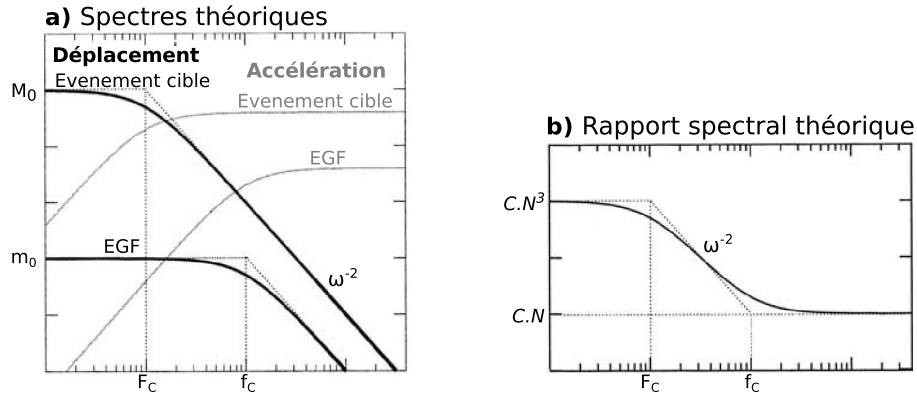 a) Spectres théoriques
Déplacement
Evenement cible
Accélération
Evenement cible
M0
EGF
EGF
m0
ω-2
FC
fC
b) Rapport spectral théorique
C.N3
ω-2
C.N
FC
fC